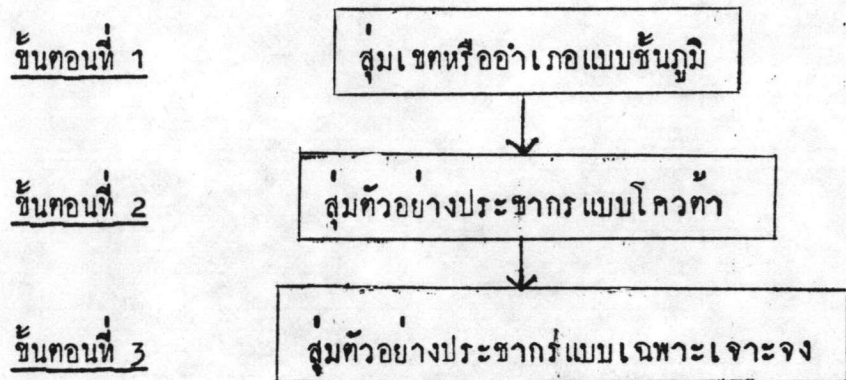 ขั้นตอนที่ 1 สุ่มเขตหรืออำเภอแบบชั้นภูมิ
ขั้นตอนที่ 2 สุ่มตัวอย่างประชากรแบบโควต้า
ขั้นตอนที่ 3 สุ่มตัวอย่างประชากรแบบเฉพาะเจาะจง